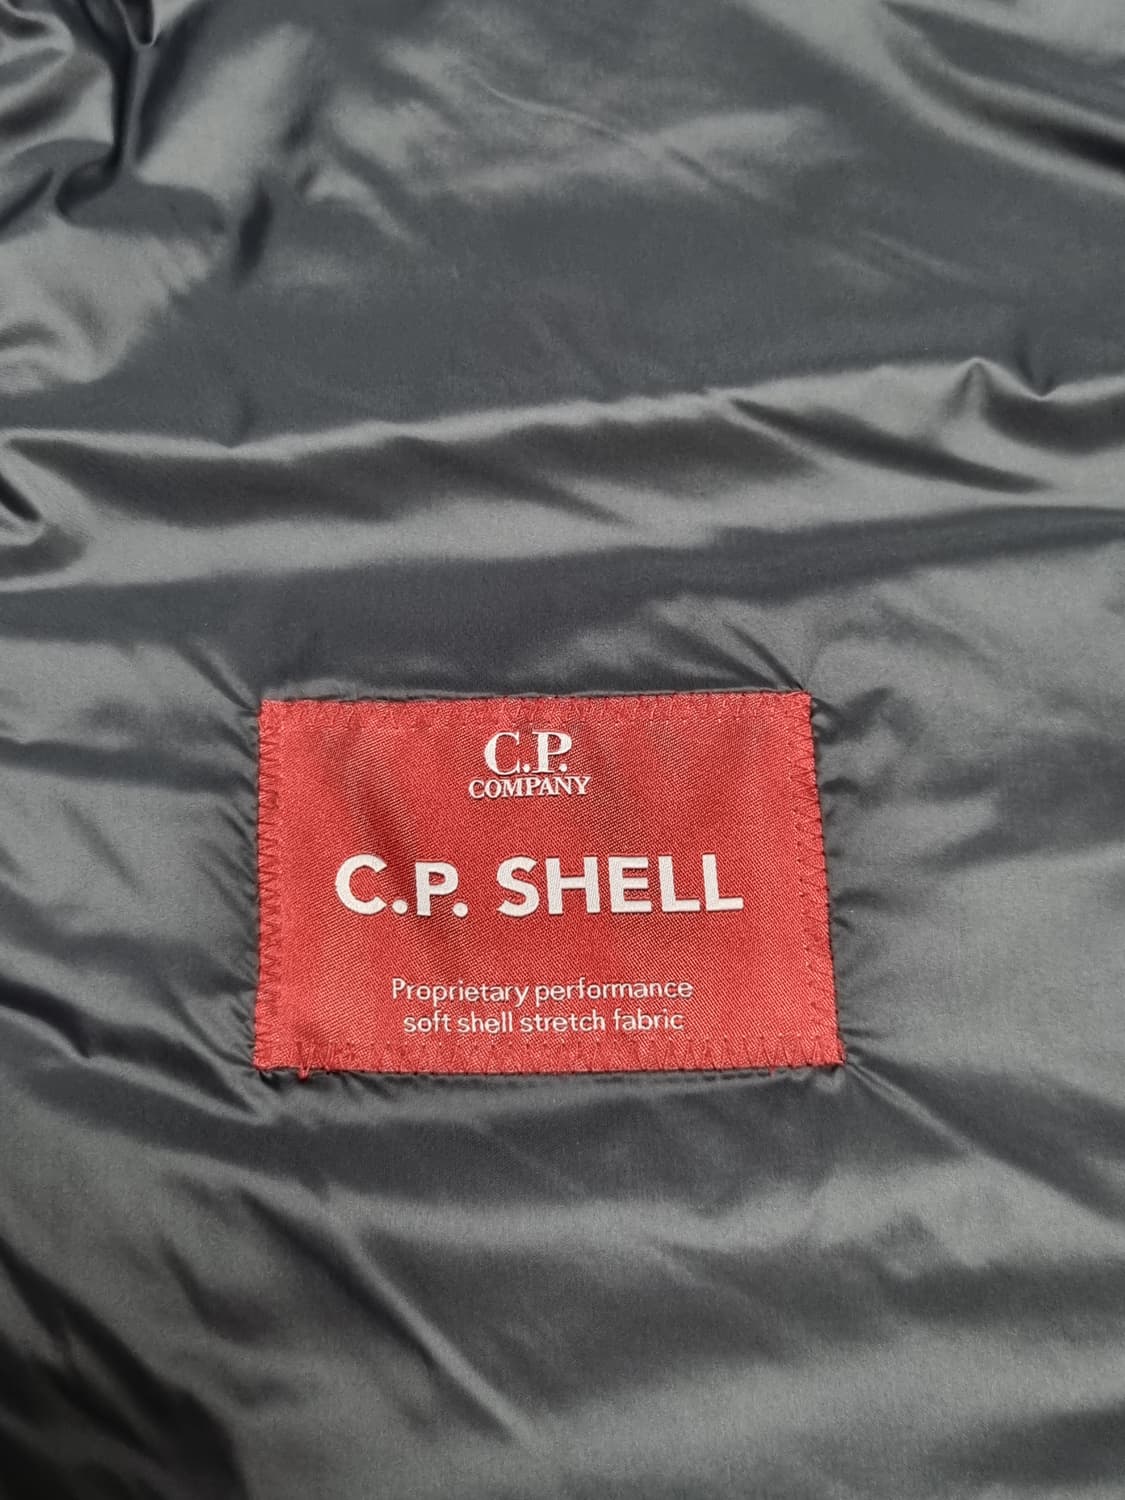 C.P.
COMPANY
C.P. SHELL
Proprietary performance
soft shell stretch fabric